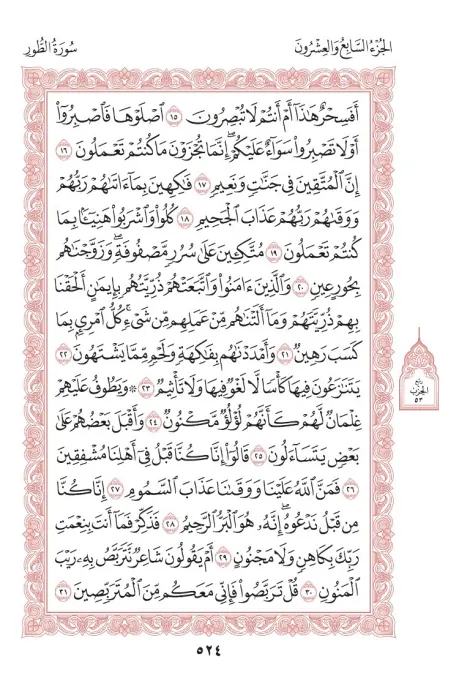 الجزء السابع والعشرون
سورة الطور
أَفَسِحْرٌ هَٰذَآ أَمْ أَنتُمْ لَا تُبْصِرُونَ ١٥ ٱصْلَوْهَا فَٱصْبِرُوٓا۟
أَوْ لَا تَصْبِرُوا۟ سَوَآءٌ عَلَيْكُمْ ۖ إِنَّمَا تُجْزَوْنَ مَا كُنتُمْ تَعْمَلُونَ ١٦
إِنَّ ٱلْمُتَّقِينَ فِى جَنَّٰتٍ وَنَعِيمٍ ١٧ فَٰكِهِينَ بِمَآ ءَاتَىٰهُمْ رَبُّهُمْ
وَوَقَىٰهُمْ رَبُّهُمْ عَذَابَ ٱلْجَحِيمِ ١٨ كُلُوا۟ وَٱشْرَبُوا۟ هَنِيٓـًٔۢا بِمَا
كُنتُمْ تَعْمَلُونَ ١٩ مُتَّكِـِٔينَ عَلَىٰ سُرُرٍ مَّصْفُوفَةٍ ۖ وَزَوَّجْنَٰهُم
بِحُورٍ عِينٍ ٢٠ وَٱلَّذِينَ ءَامَنُوا۟ وَٱتَّبَعَتْهُمْ ذُرِّيَّتُهُم بِإِيمَٰنٍ أَلْحَقْنَا
بِهِمْ ذُرِّيَّتَهُمْ وَمَآ أَلَتْنَٰهُم مِّنْ عَمَلِهِم مِّن شَىْءٍ ۚ كُلُّ ٱمْرِئٍۭ بِمَا
كَسَبَ رَهِينٌ ٢١ وَأَمْدَدْنَٰهُم بِفَٰكِهَةٍ وَلَحْمٍ مِّمَّا يَشْتَهُونَ ٢٢
يَتَنَٰزَعُونَ فِيهَا كَأْسًا لَّا لَغْوٌ فِيهَا وَلَا تَأْثِيمٌ ٢٣ ۞ وَيَطُوفُ عَلَيْهِمْ
غِلْمَانٌ لَّهُمْ كَأَنَّهُمْ لُؤْلُؤٌ مَّكْنُونٌ ٢٤ وَأَقْبَلَ بَعْضُهُمْ عَلَىٰ
بَعْضٍ يَتَسَآءَلُونَ ٢٥ قَالُوٓا۟ إِنَّا كُنَّا قَبْلُ فِىٓ أَهْلِنَا مُشْفِقِينَ
٢٦ فَمَنَّ ٱللَّهُ عَلَيْنَا وَوَقَىٰنَا عَذَابَ ٱلسَّمُومِ ٢٧ إِنَّا كُنَّا
مِن قَبْلُ نَدْعُوهُ ۖ إِنَّهُۥ هُوَ ٱلْبَرُّ ٱلرَّحِيمُ ٢٨ فَذَكِّرْ فَمَآ أَنتَ بِنِعْمَتِ
رَبِّكَ بِكَاهِنٍ وَلَا مَجْنُونٍ ٢٩ أَمْ يَقُولُونَ شَاعِرٌ نَّتَرَبَّصُ بِهِۦ رَيْبَ
ٱلْمَنُونِ ٣٠ قُلْ تَرَبَّصُوا۟ فَإِنِّى مَعَكُم مِّنَ ٱلْمُتَرَبِّصِينَ ٣١
ربع
الحزب
٥٣
٥٢٤